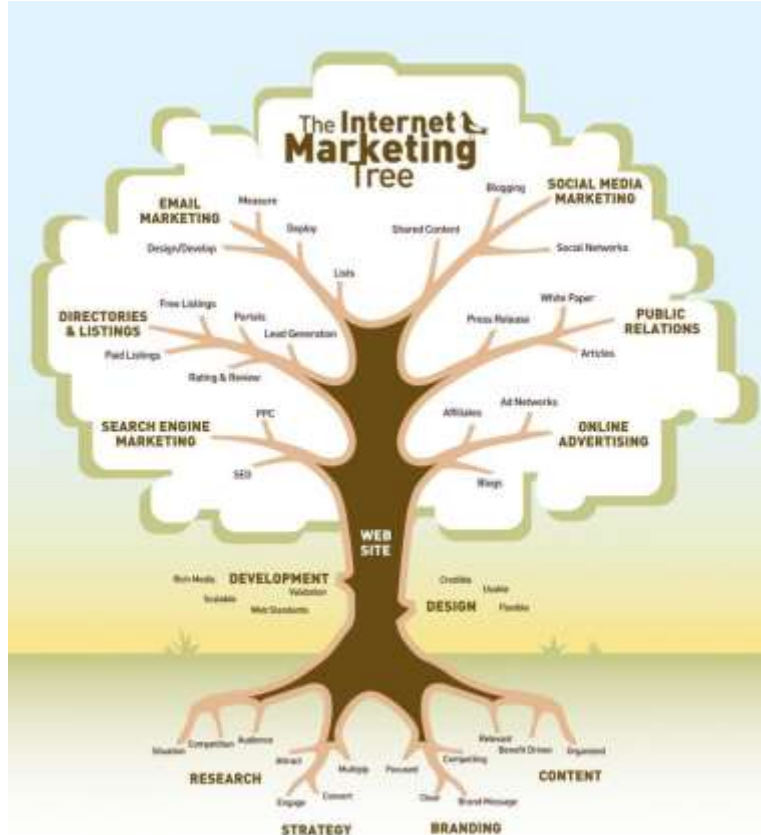 The Internet
Marketing
Tree
EMAIL
MARKETING
Measure
Deploy
Design/Develop
Lists
Blogging
SOCIAL MEDIA
MARKETING
Shared Content
Social Networks
DIRECTORIES
& LISTINGS
Free Listings
Portals
Lead Generation
Paid Listings
Rating & Review
White Paper
PUBLIC
RELATIONS
Press Release
Articles
SEARCH ENGINE
MARKETING
PPC
SEO
Affiliates
Ad Networks
ONLINE
ADVERTISING
Blogs
WEB
SITE
Rich Media
DEVELOPMENT
Validation
Scalable
Web Standards
Credible
Usable
DESIGN
Flexible
Situation
Competition
Audience
RESEARCH
Attract
Multiply
Engage
Convert
STRATEGY
Focused
Compelling
Clear
Brand Message
BRANDING
Relevant
Benefit Driven
Organized
CONTENT